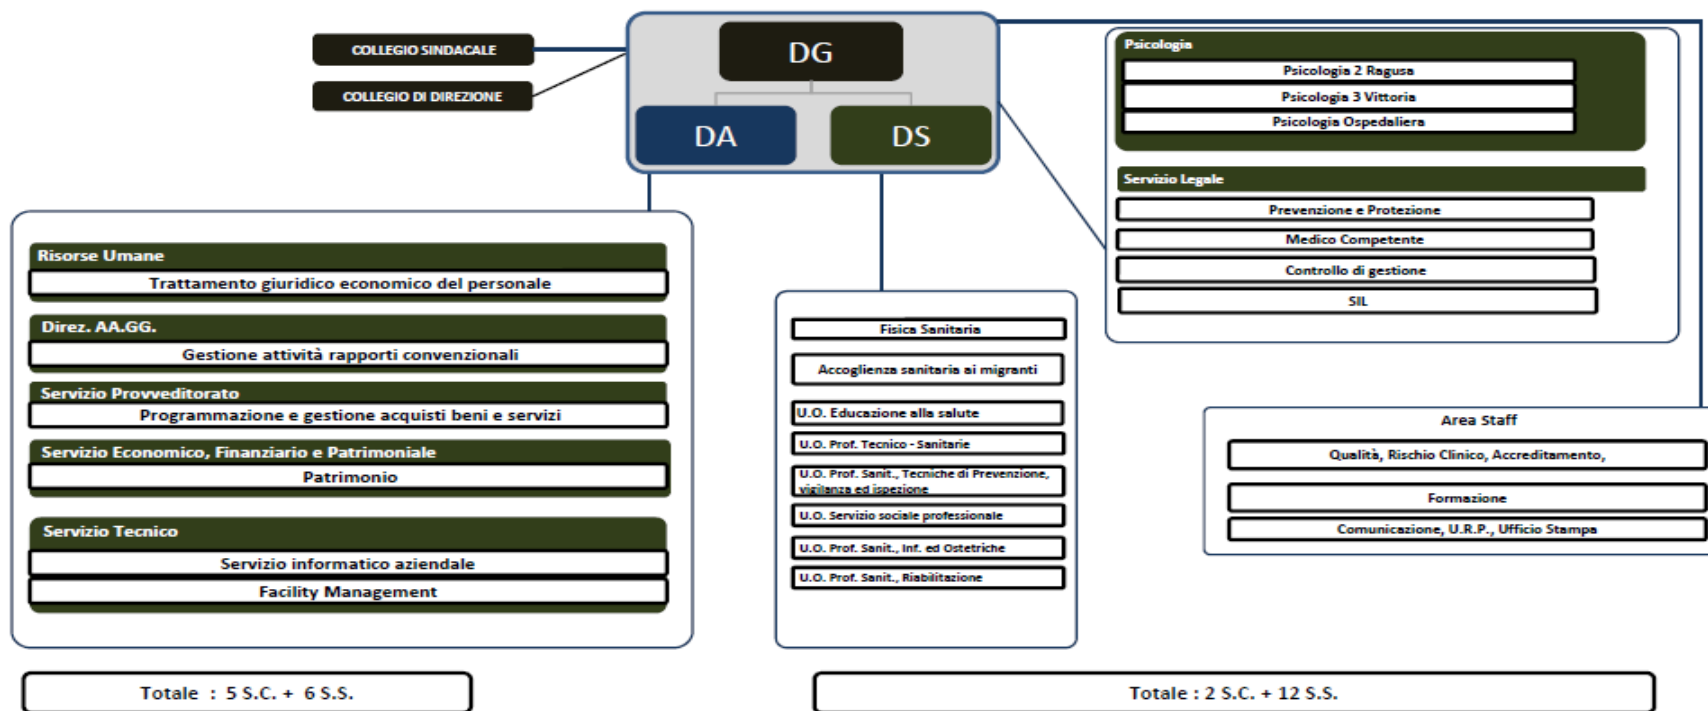 COLLEGIO SINDACALE
COLLEGIO DI DIREZIONE
DG
DA
DS
Psicologia
Psicologia 2 Ragusa
Psicologia 3 Vittoria
Psicologia Ospedaliera
Servizio Legale
Prevenzione e Protezione
Medico Competente
Controllo di gestione
SIL
Risorse Umane
Trattamento giuridico economico del personale
Direz. AA.GG.
Gestione attività rapporti convenzionali
Servizio Provveditorato
Programmazione e gestione acquisti beni e servizi
Servizio Economico, Finanziario e Patrimoniale
Patrimonio
Servizio Tecnico
Servizio informatico aziendale
Facility Management
Fisica Sanitaria
Accoglienza sanitaria ai migranti
U.O. Educazione alla salute
U.O. Prof. Tecnico - Sanitarie
U.O. Prof. Sanit., Tecniche di Prevenzione,
vigilanza ed ispezione
U.O. Servizio sociale professionale
U.O. Prof. Sanit., Inf. ed Ostetriche
U.O. Prof. Sanit., Riabilitazione
Area Staff
Qualità, Rischio Clinico, Accreditamento,
Formazione
Comunicazione, U.R.P., Ufficio Stampa
Totale : 5 S.C. + 6 S.S.
Totale : 2 S.C. + 12 S.S.